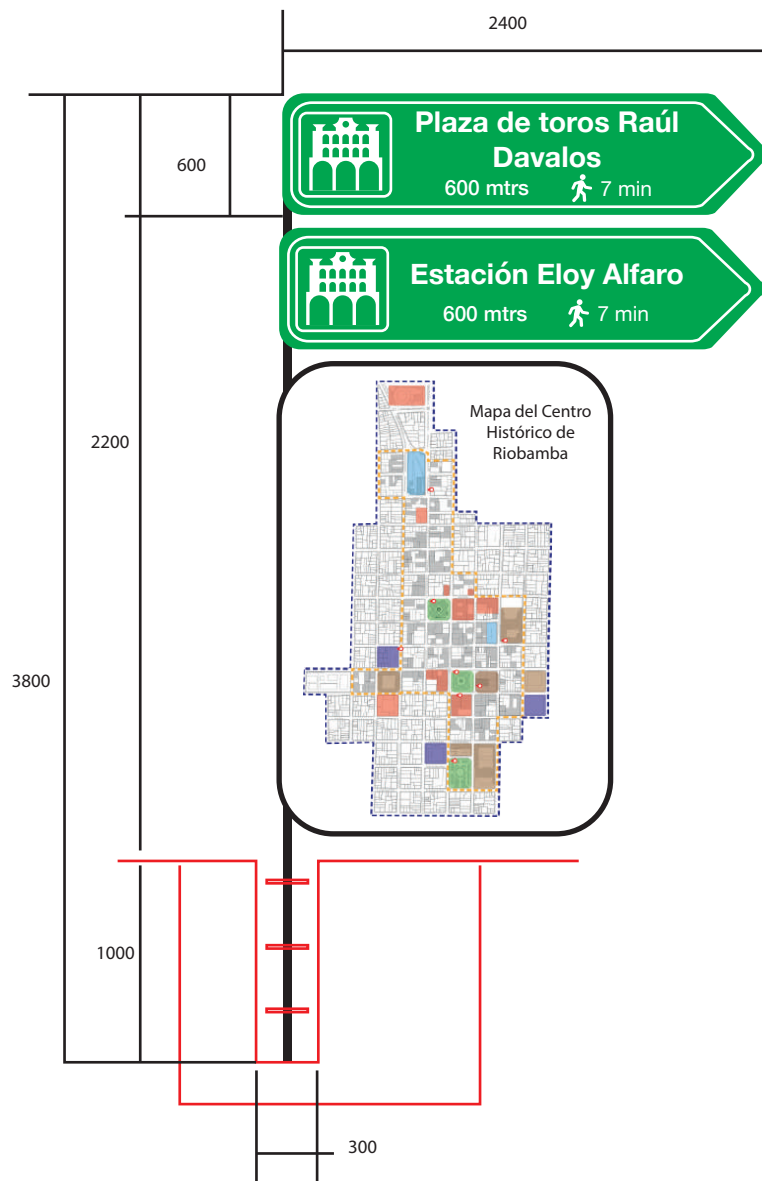 2400
Plaza de toros Raúl
Davalos
600 mtrs 7 min
600
Estación Eloy Alfaro
600 mtrs 7 min
Mapa del Centro
Histórico de
Riobamba
2200
3800
1000
300